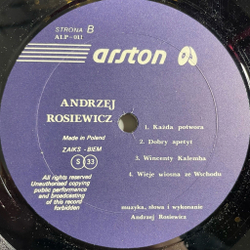 STRONA B
ALP-017
arston
ANDRZEJ
ROSIEWICZ
Made in Poland
ZAIKS - BIEM
S 33
All rights reserved
Unauthorised copying
public performance
and broadcasting
of this record
forbidden
1. Każda potwora
2. Dobry apetyt
3. Wincenty Kalemba
4. Wieje wiosna ze Wschodu
muzyka, słowa i wykonanie
Andrzej Rosiewicz